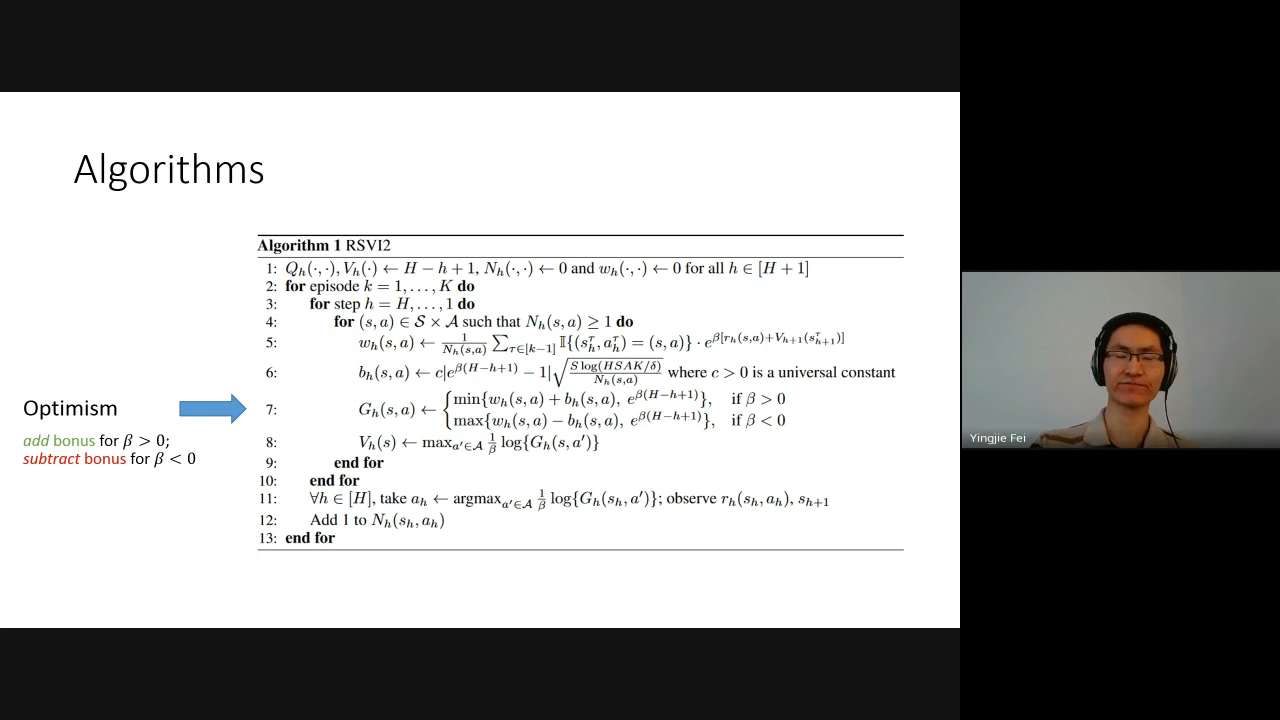 Algorithms
Algorithm 1 RSVI2
1: Q_h(·,·), V_h(·) ← H − h + 1, N_h(·,·) ← 0 and w_h(·,·) ← 0 for all h ∈ [H + 1]
2: for episode k = 1, . . . , K do
3: for step h = H, . . . , 1 do
4: for (s, a) ∈ 𝒮 × 𝒜 such that N_h(s, a) ≥ 1 do
5: w_h(s, a) ← \frac{1}{N_h(s,a)} ∑_{τ∈[k−1]} 𝕀{(s_h^τ, a_h^τ) = (s, a)} · e^{β[r_h(s,a)+V_{h+1}(s_{h+1}^τ)]}
6: b_h(s, a) ← c|e^{β(H−h+1)} − 1|\sqrt{\frac{S log(HSAK/δ)}{N_h(s,a)}} where c > 0 is a universal constant
Optimism
add bonus for β > 0;
subtract bonus for β < 0
7: G_h(s, a) ← { min{w_h(s, a) + b_h(s, a), e^{β(H−h+1)}}, if β > 0
max{w_h(s, a) − b_h(s, a), e^{β(H−h+1)}}, if β < 0
8: V_h(s) ← max_{a′∈𝒜} \frac{1}{β} log{G_h(s, a′)}
9: end for
10: end for
11: ∀h ∈ [H], take a_h ← argmax_{a′∈𝒜} \frac{1}{β} log{G_h(s_h, a′)}; observe r_h(s_h, a_h), s_{h+1}
12: Add 1 to N_h(s_h, a_h)
13: end for
Yingjie Fei